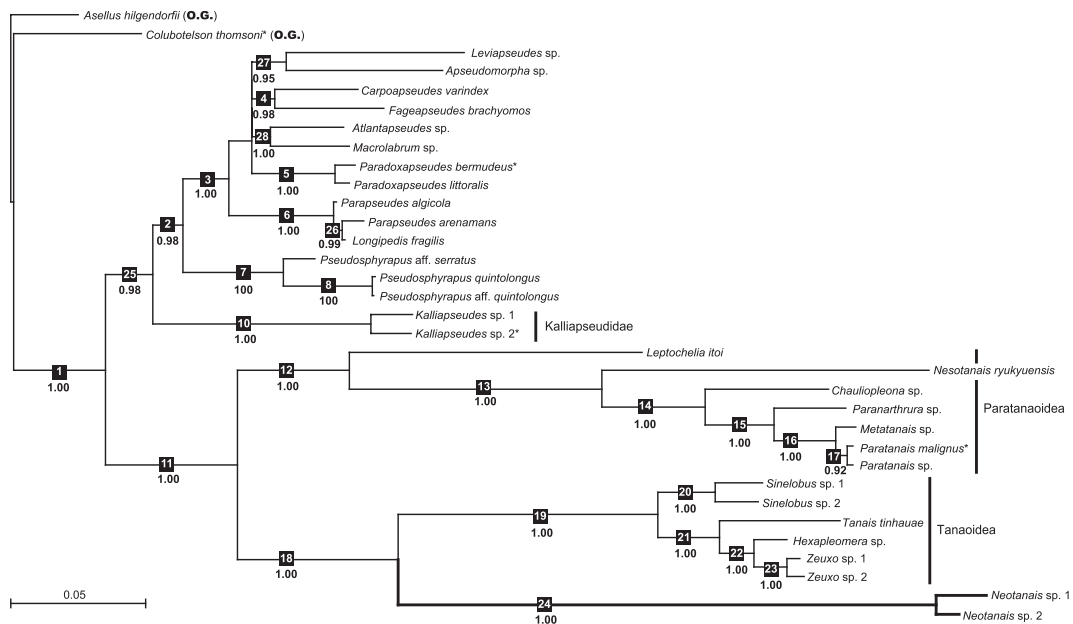 Asellus hilgendorfii (O.G.)
Colubotelson thomsoni* (O.G.)
Leviapseudes sp.
27
0.95
Apseudomorpha sp.
Carpoapseudes varindex
4
0.98
Fageapseudes brachyomos
Atlantapseudes sp.
28
1.00
Macrolabrum sp.
Paradoxapseudes bermudeus*
5
1.00
3
1.00
Paradoxapseudes littoralis
Parapseudes algicola
6
1.00
Parapseudes arenamans
26
0.99
Longipedis fragilis
2
0.98
Pseudosphyrapus aff. serratus
7
100
Pseudosphyrapus quintolongus
8
100
Pseudosphyrapus aff. quintolongus
25
0.98
Kalliapseudes sp. 1
10
1.00
Kalliapseudidae
Kalliapseudes sp. 2*
Leptochelia itoi
1
1.00
12
1.00
Nesotanais ryukyuensis
13
1.00
Chauliopleona sp.
14
1.00
Paranarthrura sp.
Paratanaoidea
15
1.00
Metatanais sp.
16
1.00
Paratanais malignus*
17
0.92
Paratanais sp.
11
1.00
Sinelobus sp. 1
20
1.00
Sinelobus sp. 2
19
1.00
Tanais tinhauae
Tanaoidea
21
1.00
Hexapleomera sp.
22
1.00
Zeuxo sp. 1
23
1.00
Zeuxo sp. 2
18
1.00
Neotanais sp. 1
24
1.00
Neotanais sp. 2
0.05